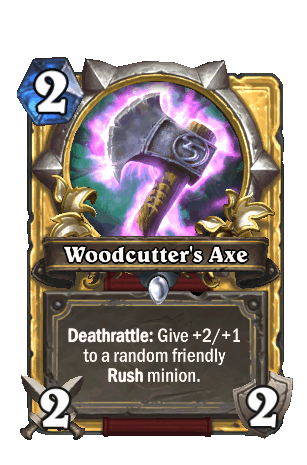 2
Woodcutter's Axe
Deathrattle: Give +2/+1
to a random friendly
Rush minion.
2
2